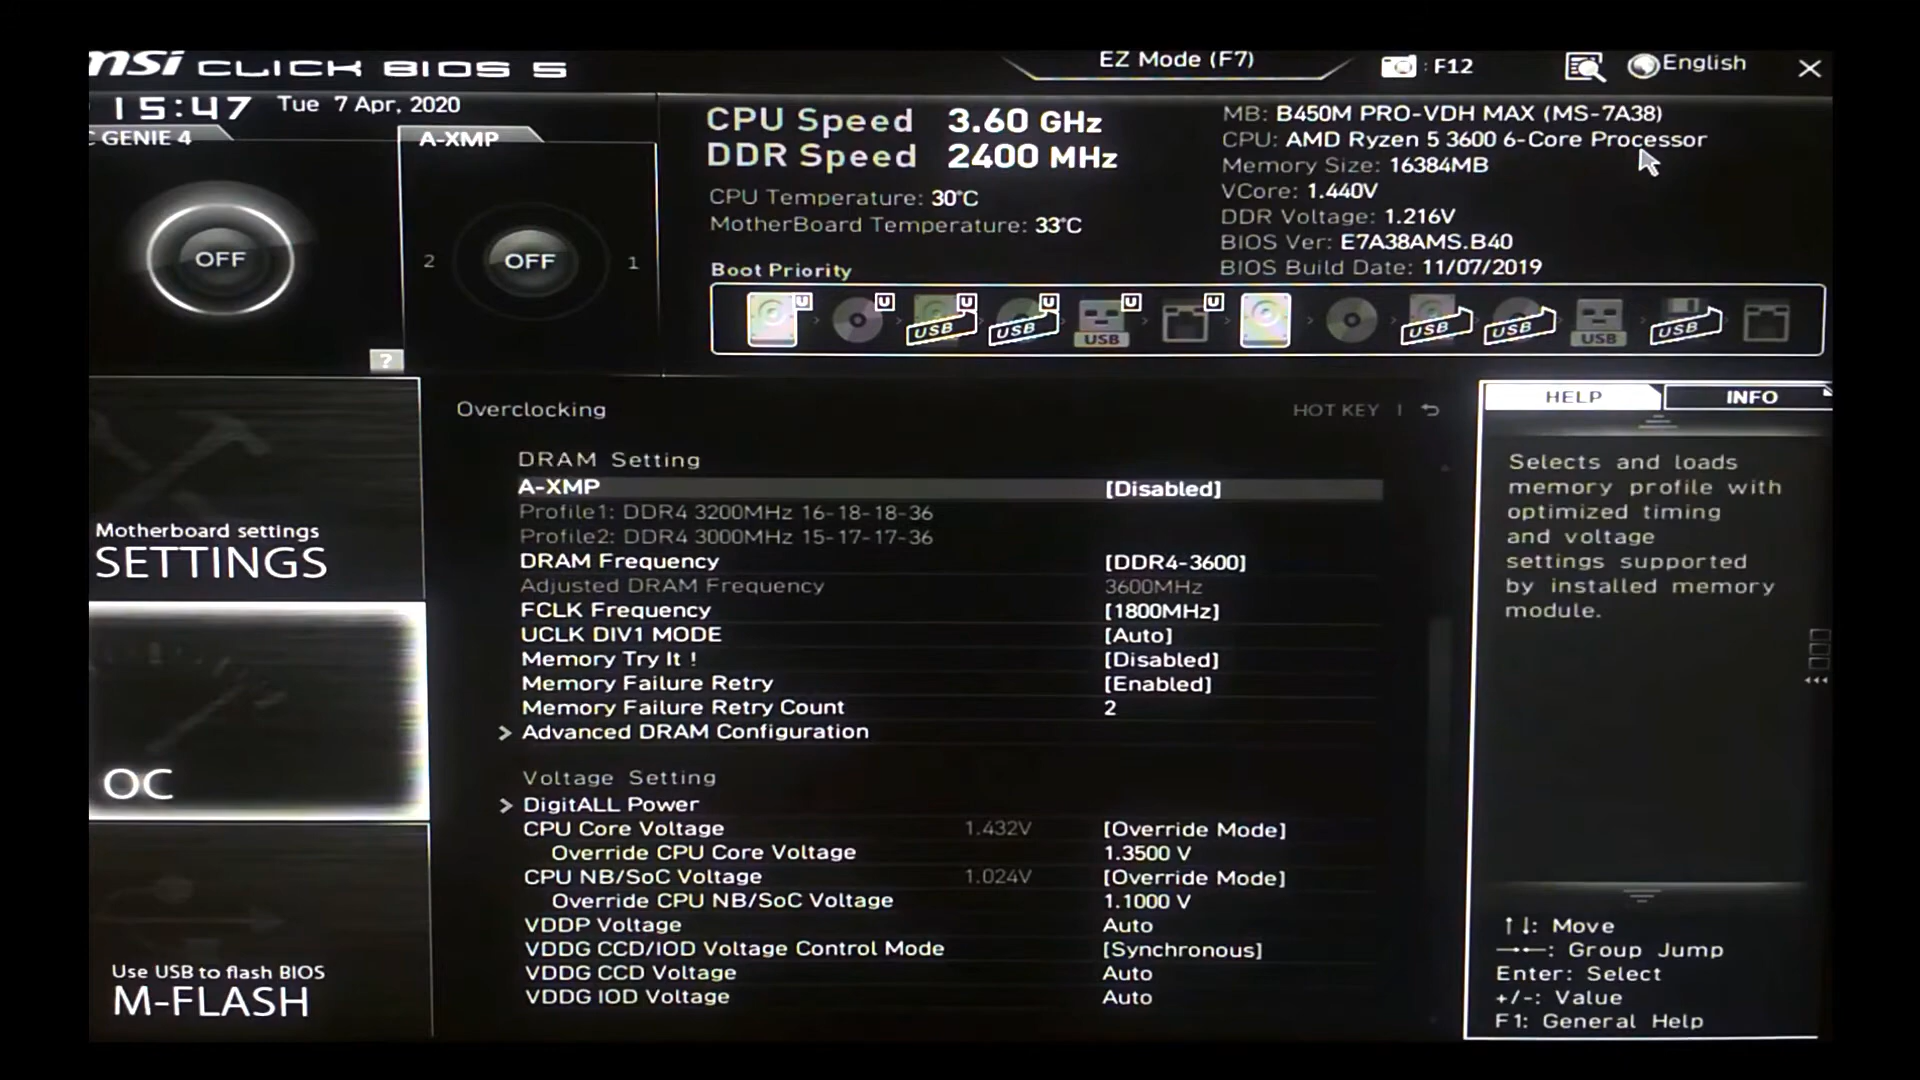 msi CLICK BIOS 5
EZ Mode (F7)
: F12
English
15:47 Tue 7 Apr, 2020
GENIE 4
OFF
A-XMP
2 OFF 1
CPU Speed 3.60 GHz
DDR Speed 2400 MHz
CPU Temperature: 30°C
MotherBoard Temperature: 33°C
MB: B450M PRO-VDH MAX (MS-7A38)
CPU: AMD Ryzen 5 3600 6-Core Processor
Memory Size: 16384MB
VCore: 1.440V
DDR Voltage: 1.216V
BIOS Ver: E7A38AMS.B40
BIOS Build Date: 11/07/2019
Boot Priority
U U U U U U
USB USB USB USB USB USB USB
?
Motherboard settings
SETTINGS
OC
Use USB to flash BIOS
M-FLASH
Overclocking
HOT KEY |
DRAM Setting
A-XMP [Disabled]
Profile1: DDR4 3200MHz 16-18-18-36
Profile2: DDR4 3000MHz 15-17-17-36
DRAM Frequency [DDR4-3600]
Adjusted DRAM Frequency 3600MHz
FCLK Frequency [1800MHz]
UCLK DIV1 MODE [Auto]
Memory Try It ! [Disabled]
Memory Failure Retry [Enabled]
Memory Failure Retry Count 2
> Advanced DRAM Configuration
Voltage Setting
> DigitALL Power
CPU Core Voltage 1.432V [Override Mode]
Override CPU Core Voltage 1.3500 V
CPU NB/SoC Voltage 1.024V [Override Mode]
Override CPU NB/SoC Voltage 1.1000 V
VDDP Voltage Auto
VDDG CCD/IOD Voltage Control Mode [Synchronous]
VDDG CCD Voltage Auto
VDDG IOD Voltage Auto
HELP INFO
Selects and loads
memory profile with
optimized timing
and voltage
settings supported
by installed memory
module.
↑↓: Move
→←: Group Jump
Enter: Select
+/-: Value
F1: General Help